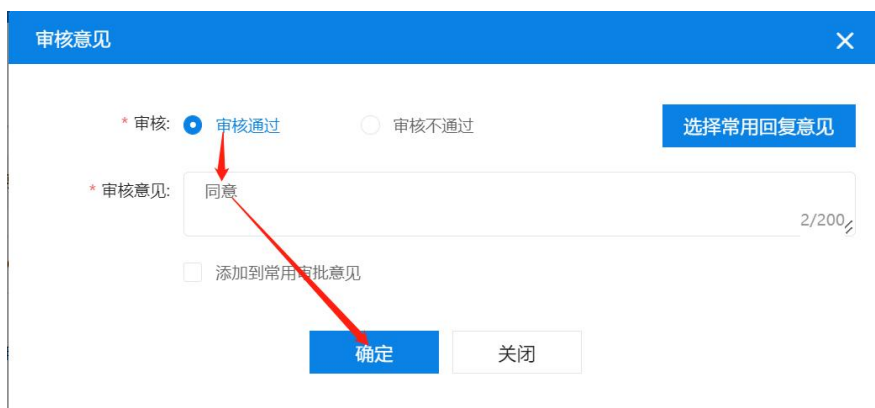 审核意见
* 审核: 审核通过 审核不通过 选择常用回复意见
* 审核意见: 同意
2/200
添加到常用审批意见
确定 关闭